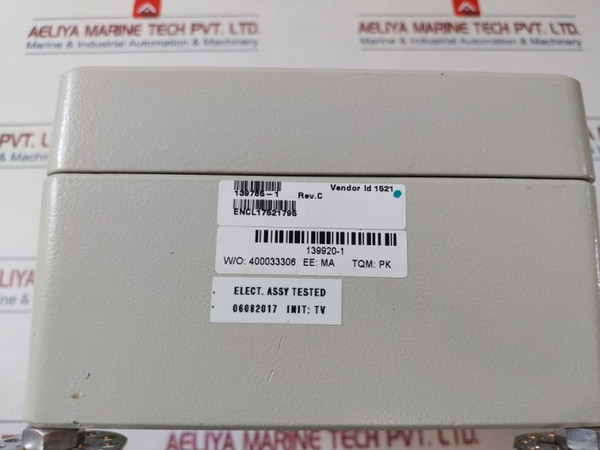 AELIYA MARINE TECH PVT. LTD.
Marine & Industrial Automation & Machinery
AELIYA MARINE TECH PVT. LTD.
Marine & Industrial Automation & Machinery
139785-1 Rev.C Vendor Id 1521
ENCL17521795
139920-1
W/O: 400033306 EE: MA TQM: PK
ELECT. ASSY TESTED
06082017 INIT: TV
AELIYA MARINE TECH PVT. LTD.